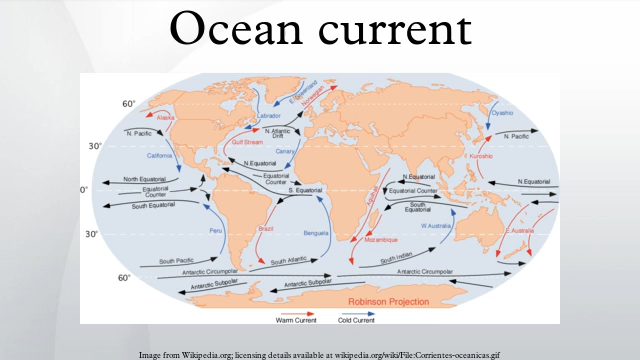 Ocean current
60°
30°
0°
30°
60°
Alaska
N. Pacific
California
Labrador
E. Greenland
Norwegian
Gulf Stream
N. Atlantic
Drift
Canary
Oyashio
N. Pacific
Kuroshio
North Equatorial
Equatorial
Counter
South Equatorial
N.Equatorial
Equatorial
Counter
S. Equatorial
N.Equatorial
Equatorial Counter
South
Equatorial
N.Equatorial
Peru
Brazil
Benguela
Mozambique
W.Australia
E.Australia
South Pacific
South Atlantic
South Indian
Antarctic Circumpolar
Antarctic Circumpolar
Antarctic Subpolar
Antarctic Subpolar
Robinson Projection
Warm Current
Cold Current
Image from Wikipedia.org; licensing details available at wikipedia.org/wiki/File:Corrientes-oceanicas.gif